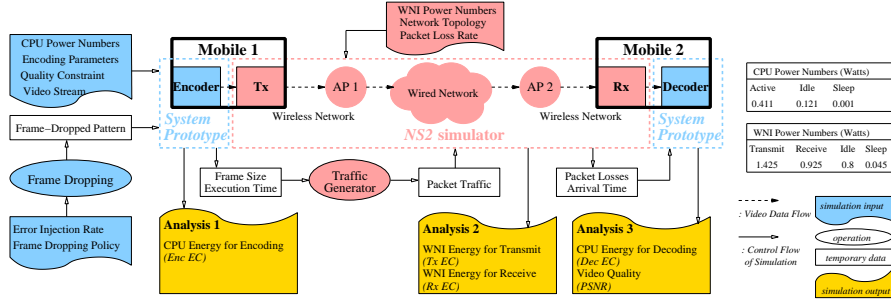 CPU Power Numbers
Encoding Parameters
Quality Constraint
Video Stream
Frame−Dropped Pattern
Frame Dropping
Error Injection Rate
Frame Dropping Policy
Mobile 1
Encoder
Tx
System
Prototype
WNI Power Numbers
Network Topology
Packet Loss Rate
AP 1
Wireless Network
Wired Network
NS2 simulator
AP 2
Wireless Network
Mobile 2
Rx
Decoder
System
Prototype
Frame Size
Execution Time
Traffic
Generator
Packet Traffic
Packet Losses
Arrival Time
Analysis 1
CPU Energy for Encoding
(Enc EC)
Analysis 2
WNI Energy for Transmit
(Tx EC)
WNI Energy for Receive
(Rx EC)
Analysis 3
CPU Energy for Decoding
(Dec EC)
Video Quality
(PSNR)
CPU Power Numbers (Watts)
Active Idle Sleep
0.411 0.121 0.001
WNI Power Numbers (Watts)
Transmit Receive Idle Sleep
1.425 0.925 0.8 0.045
: Video Data Flow
: Control Flow
of Simulation
simulation input
operation
temporary data
simulation output